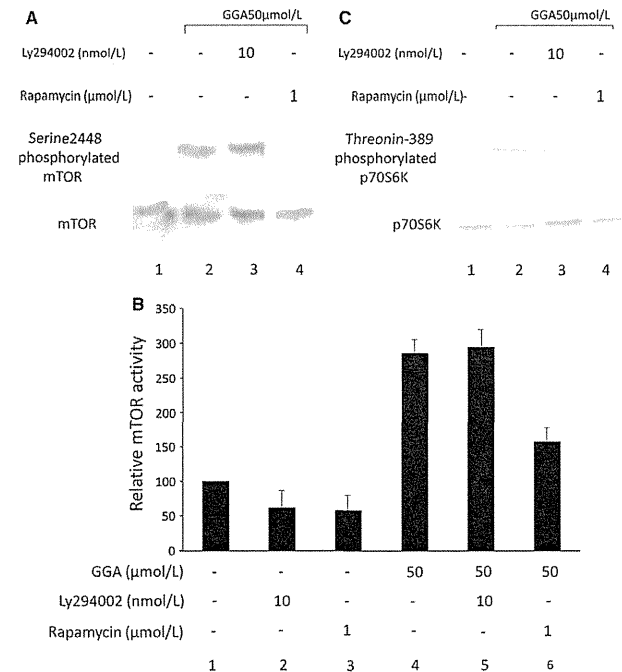 A
GGA50µmol/L
Ly294002 (nmol/L) - - 10 -
Rapamycin (µmol/L) - - - 1
Serine2448
phosphorylated
mTOR
mTOR
1 2 3 4
C
GGA50µmol/L
Ly294002 (nmol/L) - - 10 -
Rapamycin (µmol/L)- - - 1
Threonin-389
phosphorylated
p70S6K
p70S6K
1 2 3 4
B
Relative mTOR activity
350
300
250
200
150
100
50
0
GGA (µmol/L) - - - 50 50 50
Ly294002 (nmol/L) - 10 - - 10 -
Rapamycin (µmol/L) - - 1 - - 1
1 2 3 4 5 6